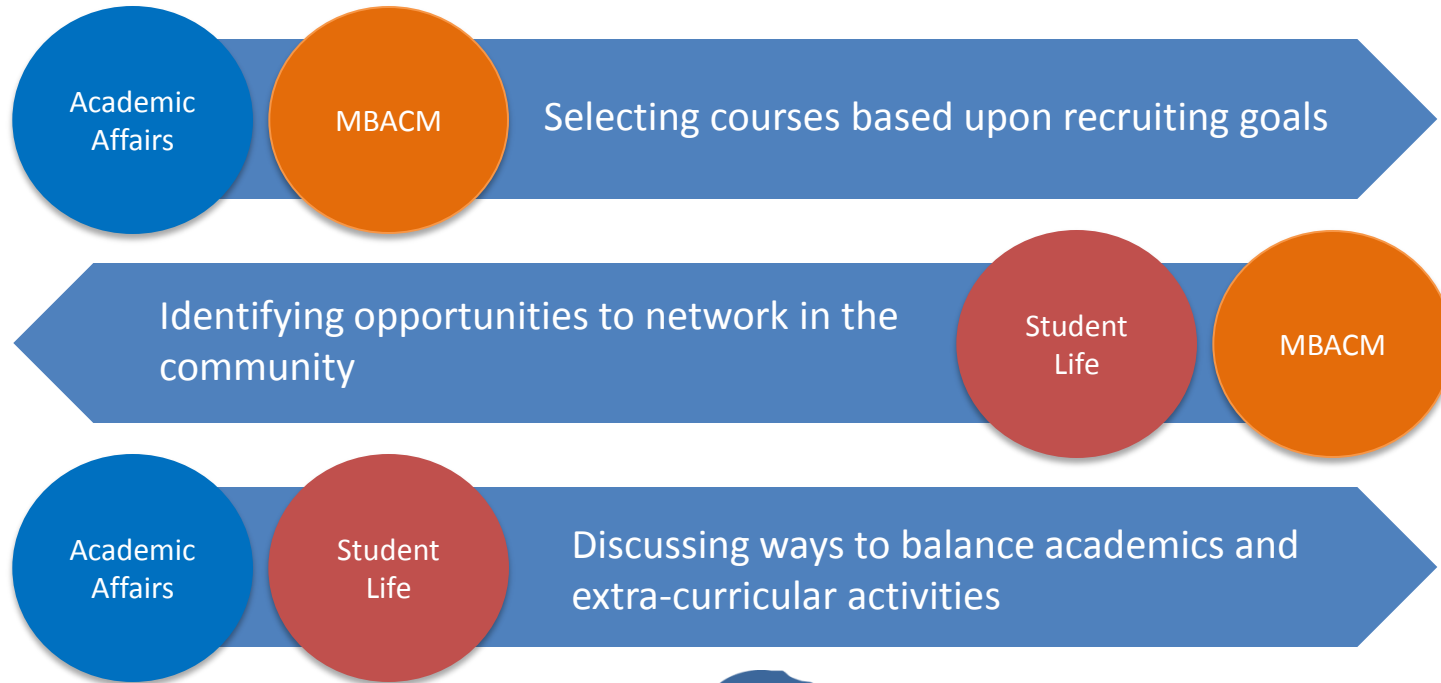 Academic
Affairs
MBACM
Selecting courses based upon recruiting goals
Identifying opportunities to network in the
community
Student
Life
MBACM
Academic
Affairs
Student
Life
Discussing ways to balance academics and
extra-curricular activities